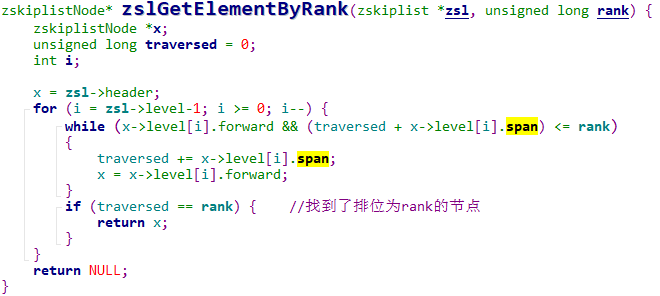 zskiplistNode* zslGetElementByRank(zskiplist *zsl, unsigned long rank) {
    zskiplistNode *x;
    unsigned long traversed = 0;
    int i;

    x = zsl->header;
    for (i = zsl->level-1; i >= 0; i--) {
        while (x->level[i].forward && (traversed + x->level[i].span) <= rank)
        {
            traversed += x->level[i].span;
            x = x->level[i].forward;
        }
        if (traversed == rank) {    //找到了排位为rank的节点
            return x;
        }
    }
    return NULL;
}